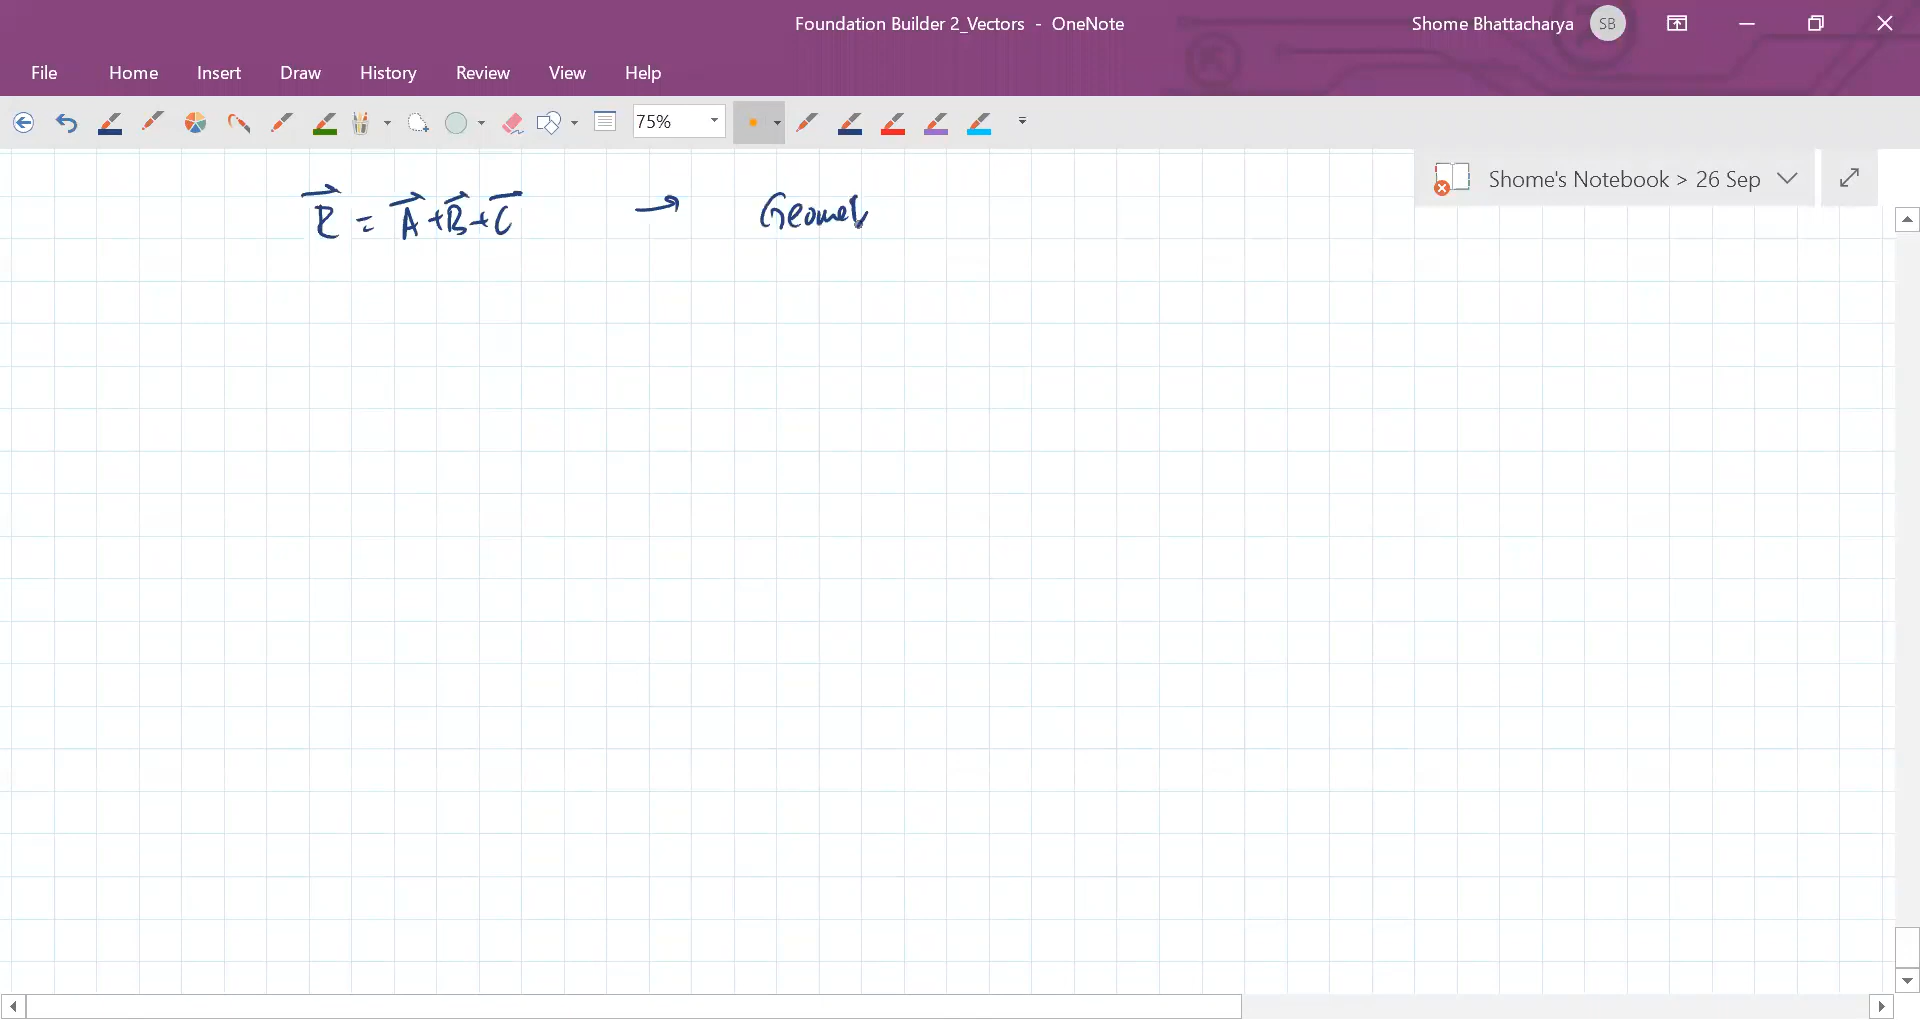 Foundation Builder 2_Vectors - OneNote
Shome Bhattacharya
SB
File Home Insert Draw History Review View Help
75%
Shome's Notebook > 26 Sep
R⃗ = A⃗ + B⃗ + C⃗ → Geomet